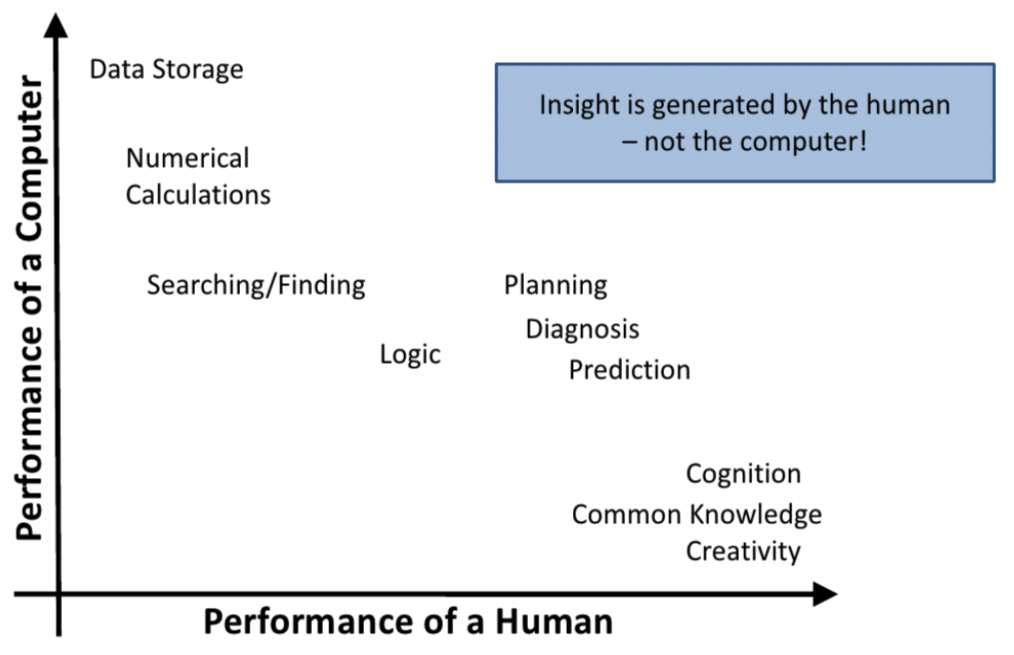 Performance of a Computer
Data Storage
Insight is generated by the human
– not the computer!
Numerical
Calculations
Searching/Finding
Planning
Diagnosis
Logic
Prediction
Cognition
Common Knowledge
Creativity
Performance of a Human